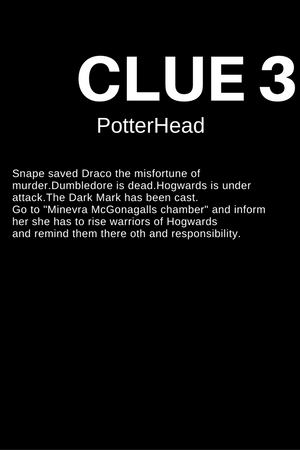 CLUE 3
PotterHead
Snape saved Draco the misfortune of
murder.Dumbledore is dead.Hogwards is under
attack.The Dark Mark has been cast.
Go to "Minevra McGonagalls chamber" and inform
her she has to rise warriors of Hogwards
and remind them there oth and responsibility.